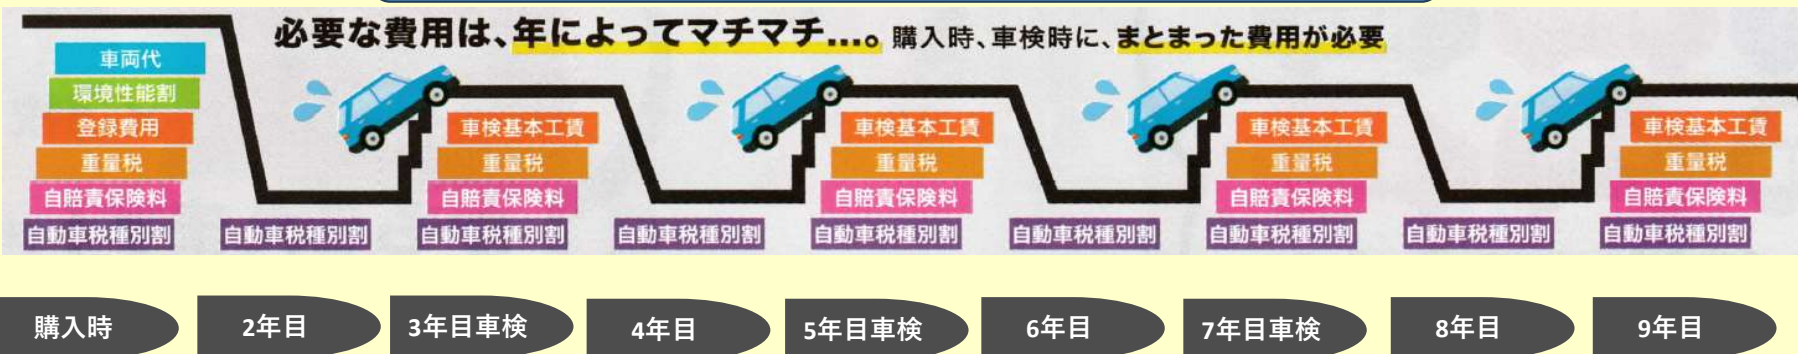 必要な費用は、年によってマチマチ…。購入時、車検時に、まとまった費用が必要
車両代
環境性能割
登録費用
重量税
自賠責保険料
自動車税種別割
自動車税種別割
車検基本工賃
重量税
自賠責保険料
自動車税種別割
自動車税種別割
車検基本工賃
重量税
自賠責保険料
自動車税種別割
自動車税種別割
車検基本工賃
重量税
自賠責保険料
自動車税種別割
自動車税種別割
車検基本工賃
重量税
自賠責保険料
自動車税種別割
購入時
2年目
3年目車検
4年目
5年目車検
6年目
7年目車検
8年目
9年目